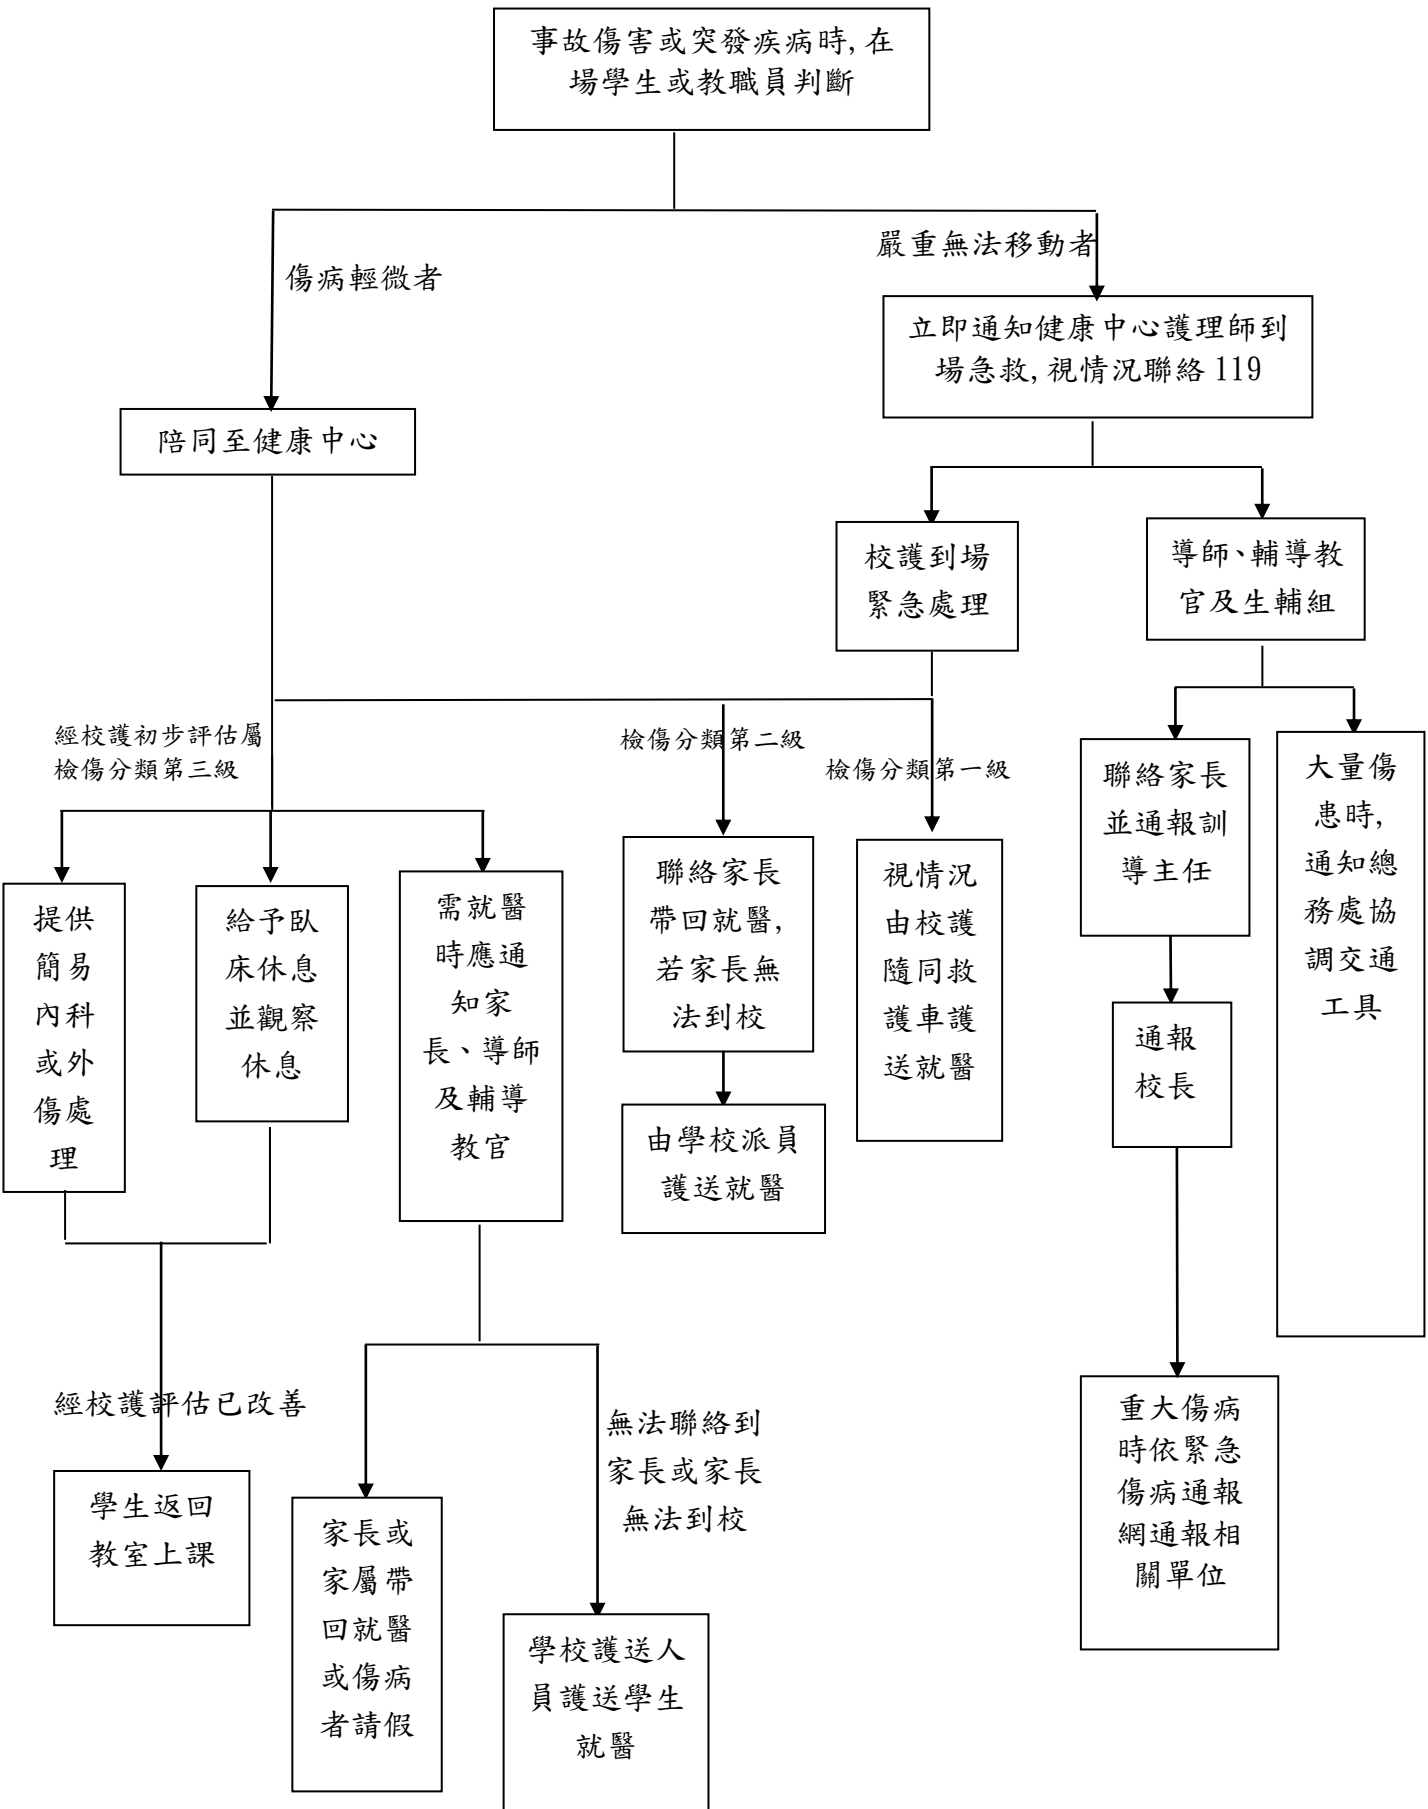 事故傷害或突發疾病時,在
場學生或教職員判斷
嚴重無法移動者
傷病輕微者
立即通知健康中心護理師到
場急救,視情況聯絡 119
陪同至健康中心
校護到場
緊急處理
導師、輔導教
官及生輔組
經校護初步評估屬
檢傷分類第三級
檢傷分類第二級
檢傷分類第一級
聯絡家長
並通報訓
導主任
大量傷
患時,
通知總
務處協
調交通
工具
提供
簡易
內科
或外
傷處
理
給予臥
床休息
並觀察
休息
需就醫
時應通
知家
長、導師
及輔導
教官
聯絡家長
帶回就醫,
若家長無
法到校
視情況
由校護
隨同救
護車護
送就醫
通報
校長
由學校派員
護送就醫
經校護評估已改善
無法聯絡到
家長或家長
無法到校
重大傷病
時依緊急
傷病通報
網通報相
關單位
學生返回
教室上課
家長或
家屬帶
回就醫
或傷病
者請假
學校護送人
員護送學生
就醫